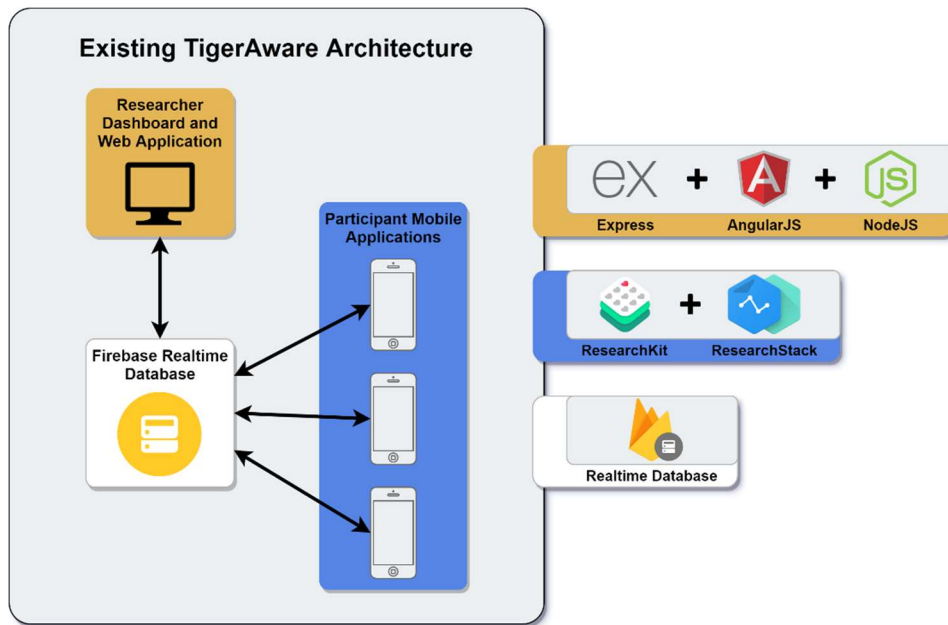 Existing TigerAware Architecture
Researcher
Dashboard and
Web Application
Participant Mobile
Applications
Firebase Realtime
Database
ex
JS
Express
AngularJS
NodeJS
ResearchKit
ResearchStack
Realtime Database